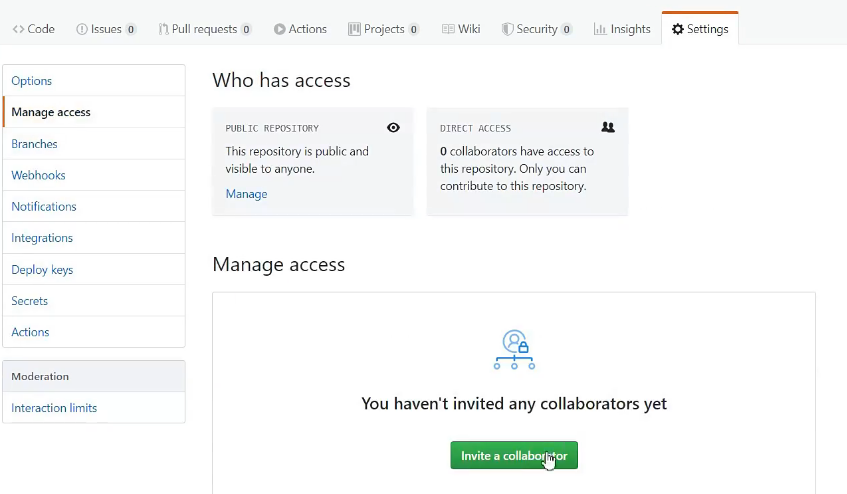 Code Issues 0 Pull requests 0 Actions Projects 0 Wiki Security 0 Insights Settings
Options
Manage access
Branches
Webhooks
Notifications
Integrations
Deploy keys
Secrets
Actions
Moderation
Interaction limits
Who has access
PUBLIC REPOSITORY
This repository is public and
visible to anyone.
Manage
DIRECT ACCESS
0 collaborators have access to
this repository. Only you can
contribute to this repository.
Manage access
You haven't invited any collaborators yet
Invite a collaborator